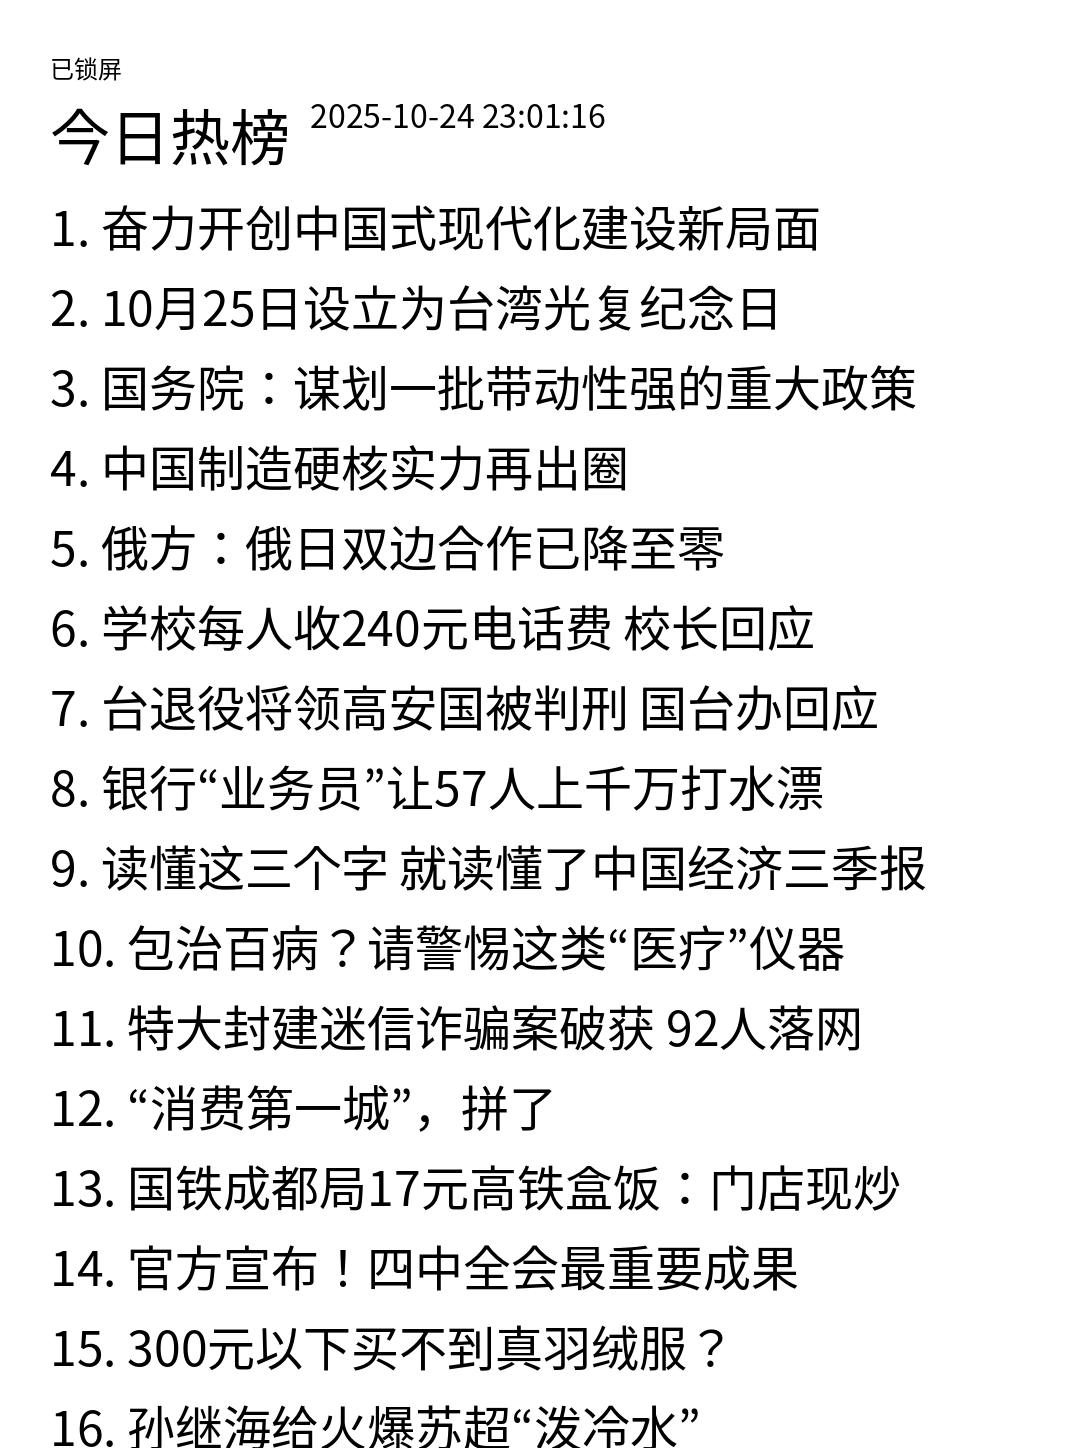 已锁屏
今日热榜 2025-10-24 23:01:16
1. 奋力开创中国式现代化建设新局面
2. 10月25日设立为台湾光复纪念日
3. 国务院：谋划一批带动性强的重大政策
4. 中国制造硬核实力再出圈
5. 俄方：俄日双边合作已降至零
6. 学校每人收240元电话费 校长回应
7. 台退役将领高安国被判刑 国台办回应
8. 银行“业务员”让57人上千万打水漂
9. 读懂这三个字 就读懂了中国经济三季报
10. 包治百病？请警惕这类“医疗”仪器
11. 特大封建迷信诈骗案破获 92人落网
12. “消费第一城”，拼了
13. 国铁成都局17元高铁盒饭：门店现炒
14. 官方宣布！四中全会最重要成果
15. 300元以下买不到真羽绒服？
16. 孙继海给火爆苏超“泼冷水”